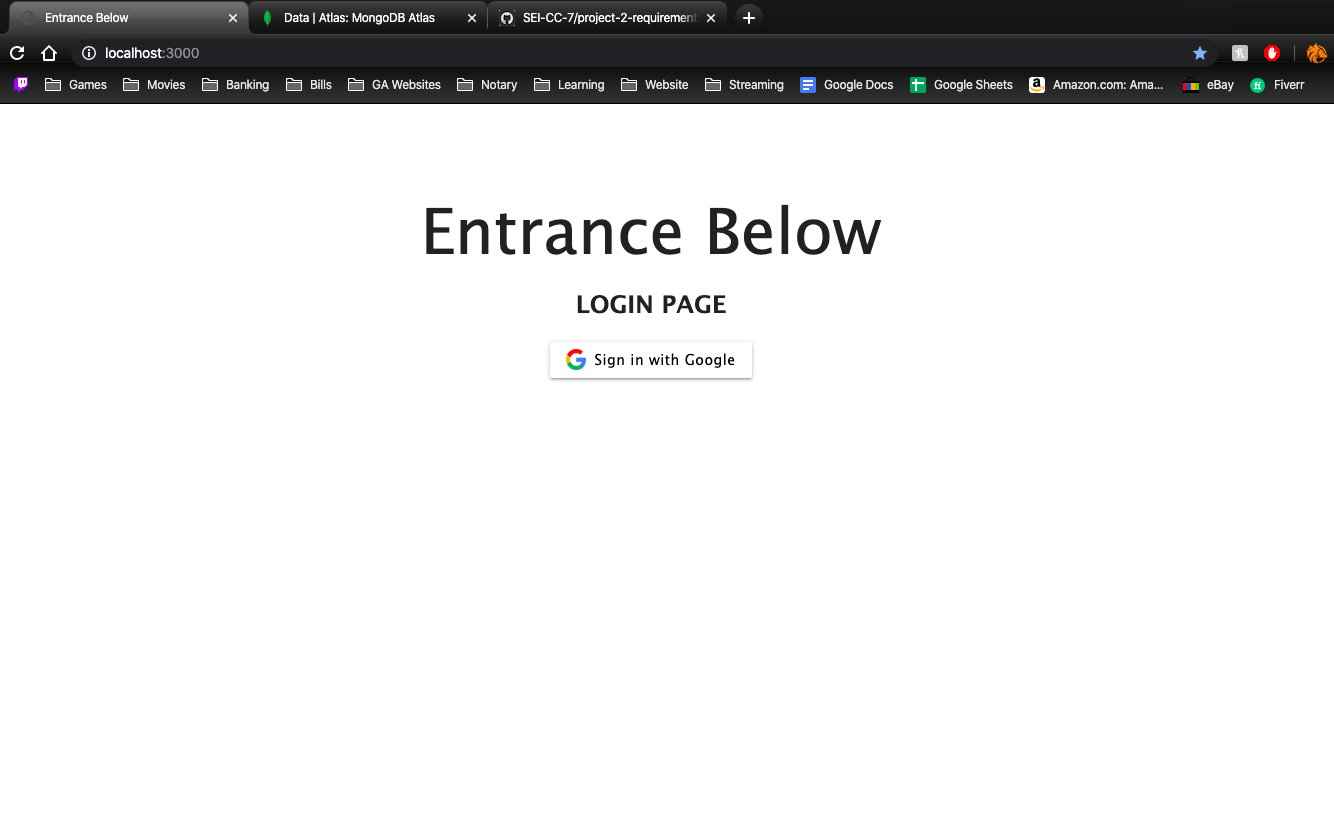 Entrance Below
Data | Atlas: MongoDB Atlas
SEI-CC-7/project-2-requirement
localhost:3000
Games Movies Banking Bills GA Websites Notary Learning Website Streaming Google Docs Google Sheets Amazon.com: Ama... eBay Fiverr
Entrance Below
LOGIN PAGE
Sign in with Google